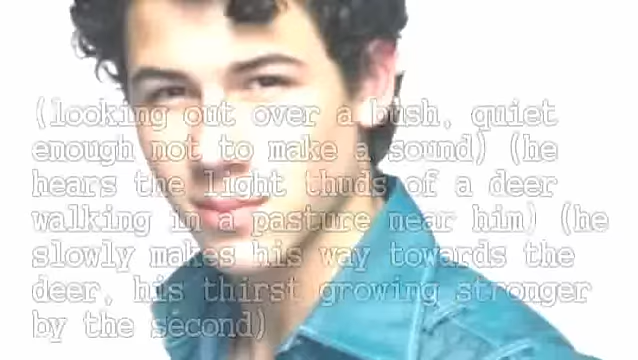 (looking out over a bush, quiet
enough not to make a sound) (he
hears the light thuds of a deer
walking in a pasture near him) (he
slowly makes his way towards the
deer, his thirst growing stronger
by the second)